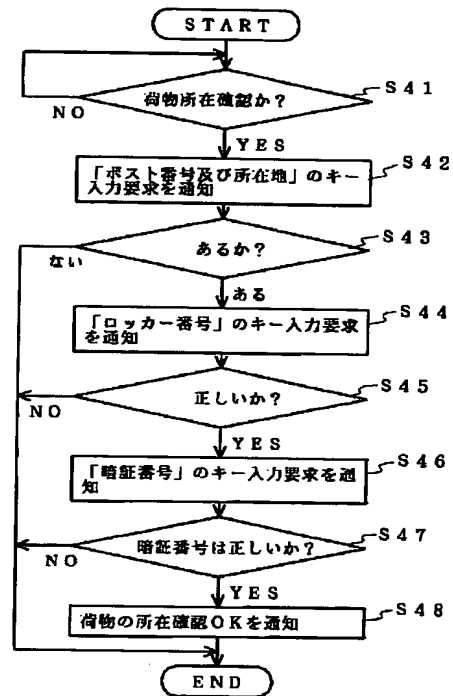 START
荷物所在確認か?
S41
NO
YES
S42
「ポスト番号及び所在地」のキー
入力要求を通知
S43
あるか?
ない
ある
S44
「ロッカー番号」のキー入力要求
を通知
S45
正しいか?
NO
YES
S46
「暗証番号」のキー入力要求を通
知
S47
暗証番号は正しいか?
NO
YES
S48
荷物の所在確認OKを通知
END